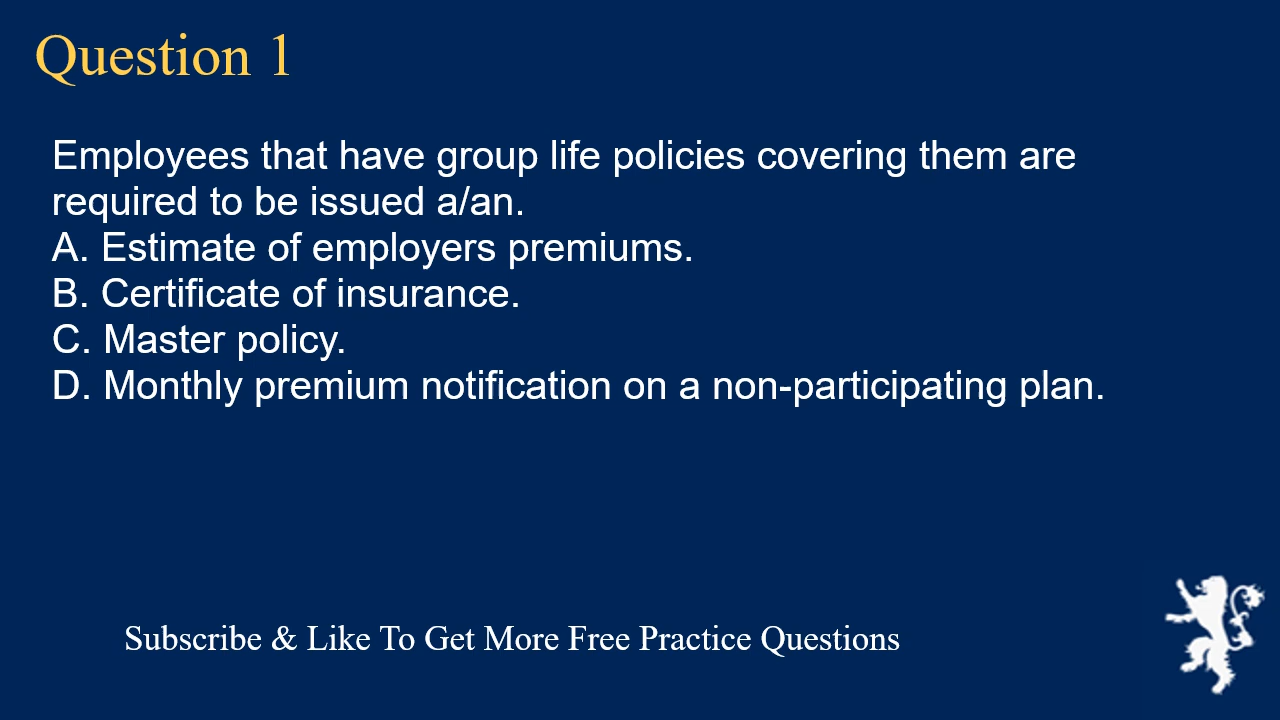 Question 1
Employees that have group life policies covering them are
required to be issued a/an.
A. Estimate of employers premiums.
B. Certificate of insurance.
C. Master policy.
D. Monthly premium notification on a non-participating plan.
Subscribe & Like To Get More Free Practice Questions